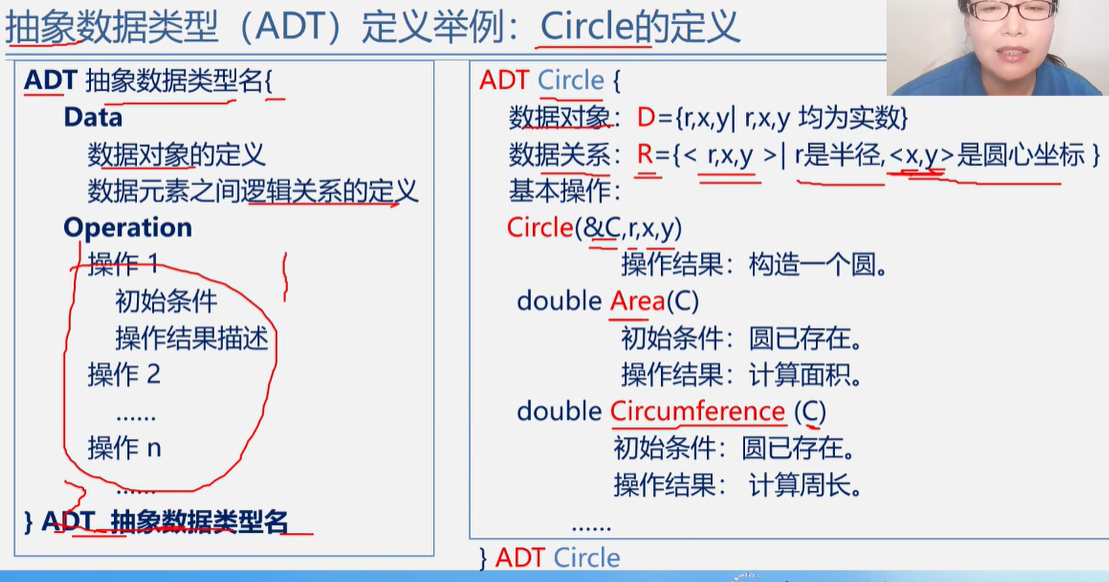 抽象数据类型（ADT）定义举例：Circle的定义
ADT 抽象数据类型名{
Data
数据对象的定义
数据元素之间逻辑关系的定义
Operation
操作 1
初始条件
操作结果描述
操作 2
……
操作 n
……
} ADT 抽象数据类型名
ADT Circle {
数据对象：D={r,x,y| r,x,y 均为实数}
数据关系：R={< r,x,y >| r是半径,<x,y>是圆心坐标 }
基本操作：
Circle(&C,r,x,y)
操作结果：构造一个圆。
double Area(C)
初始条件：圆已存在。
操作结果：计算面积。
double Circumference (C)
初始条件：圆已存在。
操作结果： 计算周长。
……
} ADT Circle